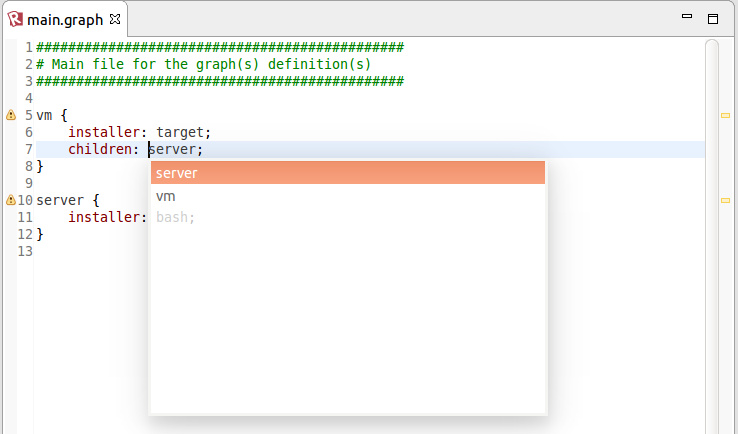 main.graph
1##############################################
2 # Main file for the graph(s) definition(s)
3##############################################
4
5 vm {
6     installer: target;
7     children: server;
server
vm
8 }
9
10 server {
11     installer: bash;
12 }
13